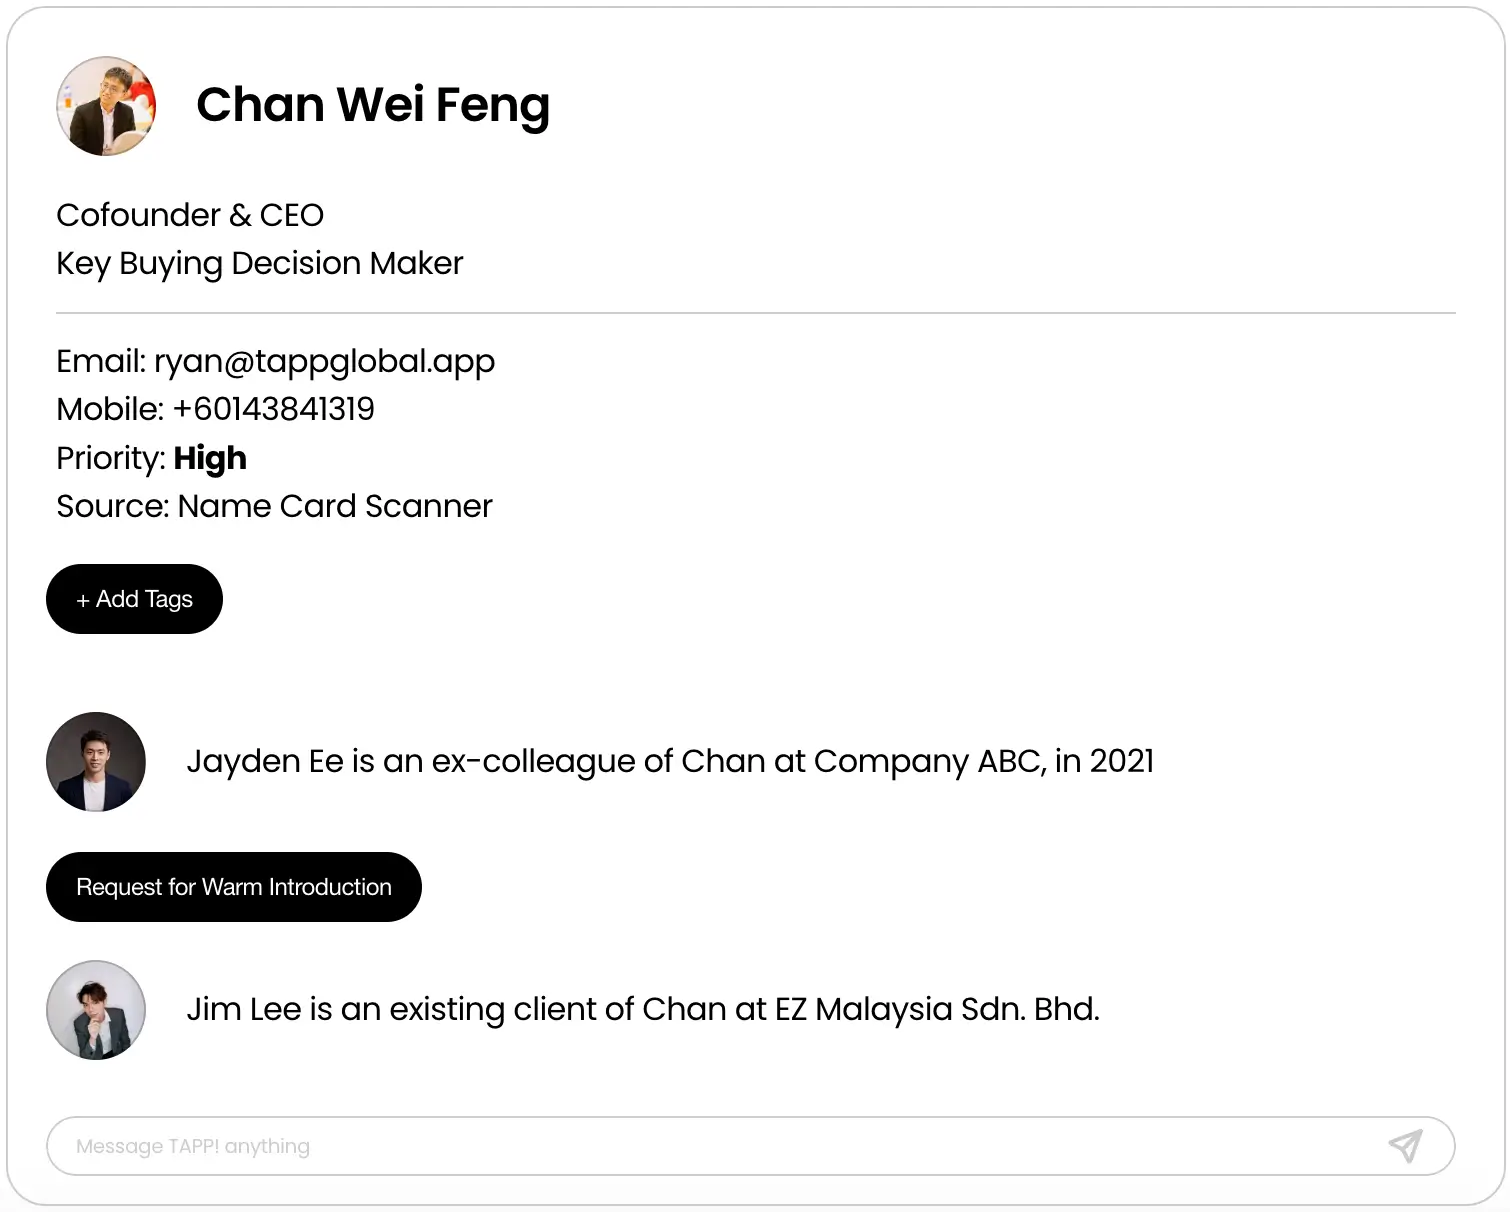 Chan Wei Feng
Cofounder & CEO
Key Buying Decision Maker
Email: ryan@tappglobal.app
Mobile: +60143841319
Priority: High
Source: Name Card Scanner
+ Add Tags
Jayden Ee is an ex-colleague of Chan at Company ABC, in 2021
Request for Warm Introduction
Jim Lee is an existing client of Chan at EZ Malaysia Sdn. Bhd.
Message TAPP! anything